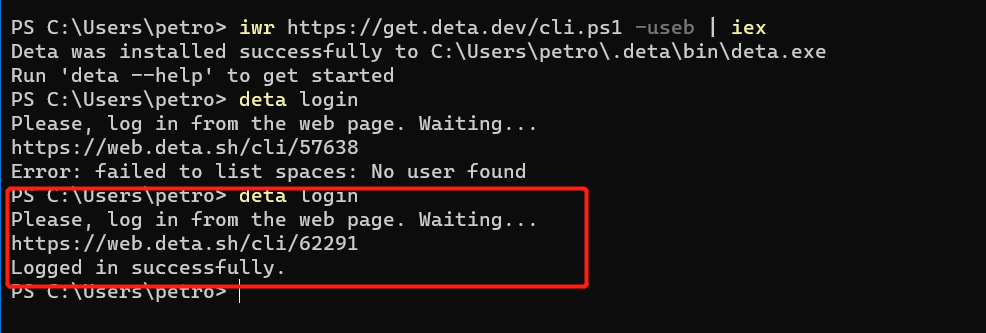 PS C:\Users\petro> iwr https://get.deta.dev/cli.ps1 -useb | iex
Deta was installed successfully to C:\Users\petro\.deta\bin\deta.exe
Run 'deta --help' to get started
PS C:\Users\petro> deta login
Please, log in from the web page. Waiting...
https://web.deta.sh/cli/57638
Error: failed to list spaces: No user found
PS C:\Users\petro> deta login
Please, log in from the web page. Waiting...
https://web.deta.sh/cli/62291
Logged in successfully.
PS C:\Users\petro>